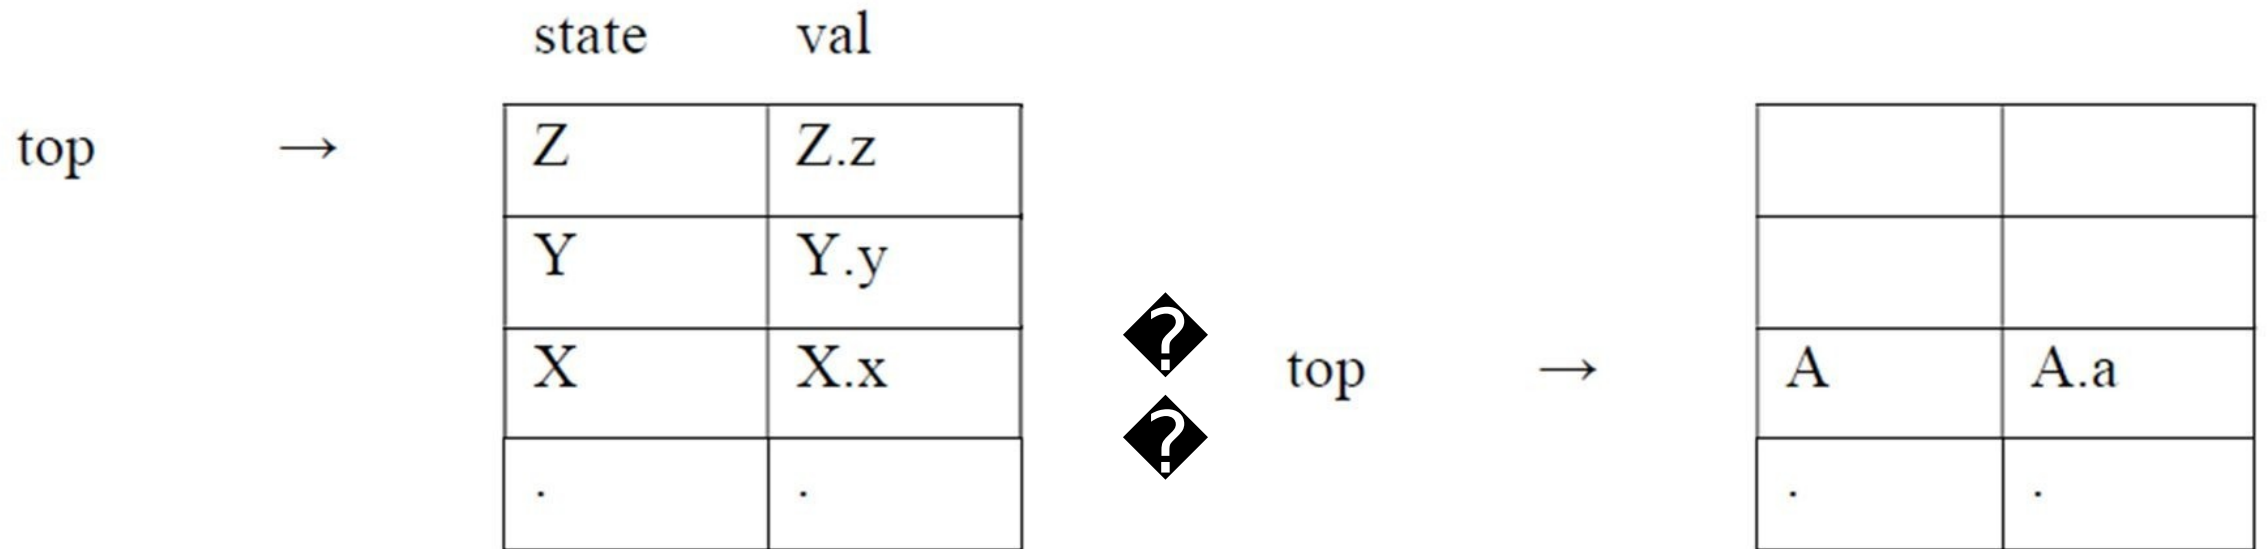 state val
top → Z Z.z
Y Y.y
X X.x
. .
�
�
top → A A.a
. .